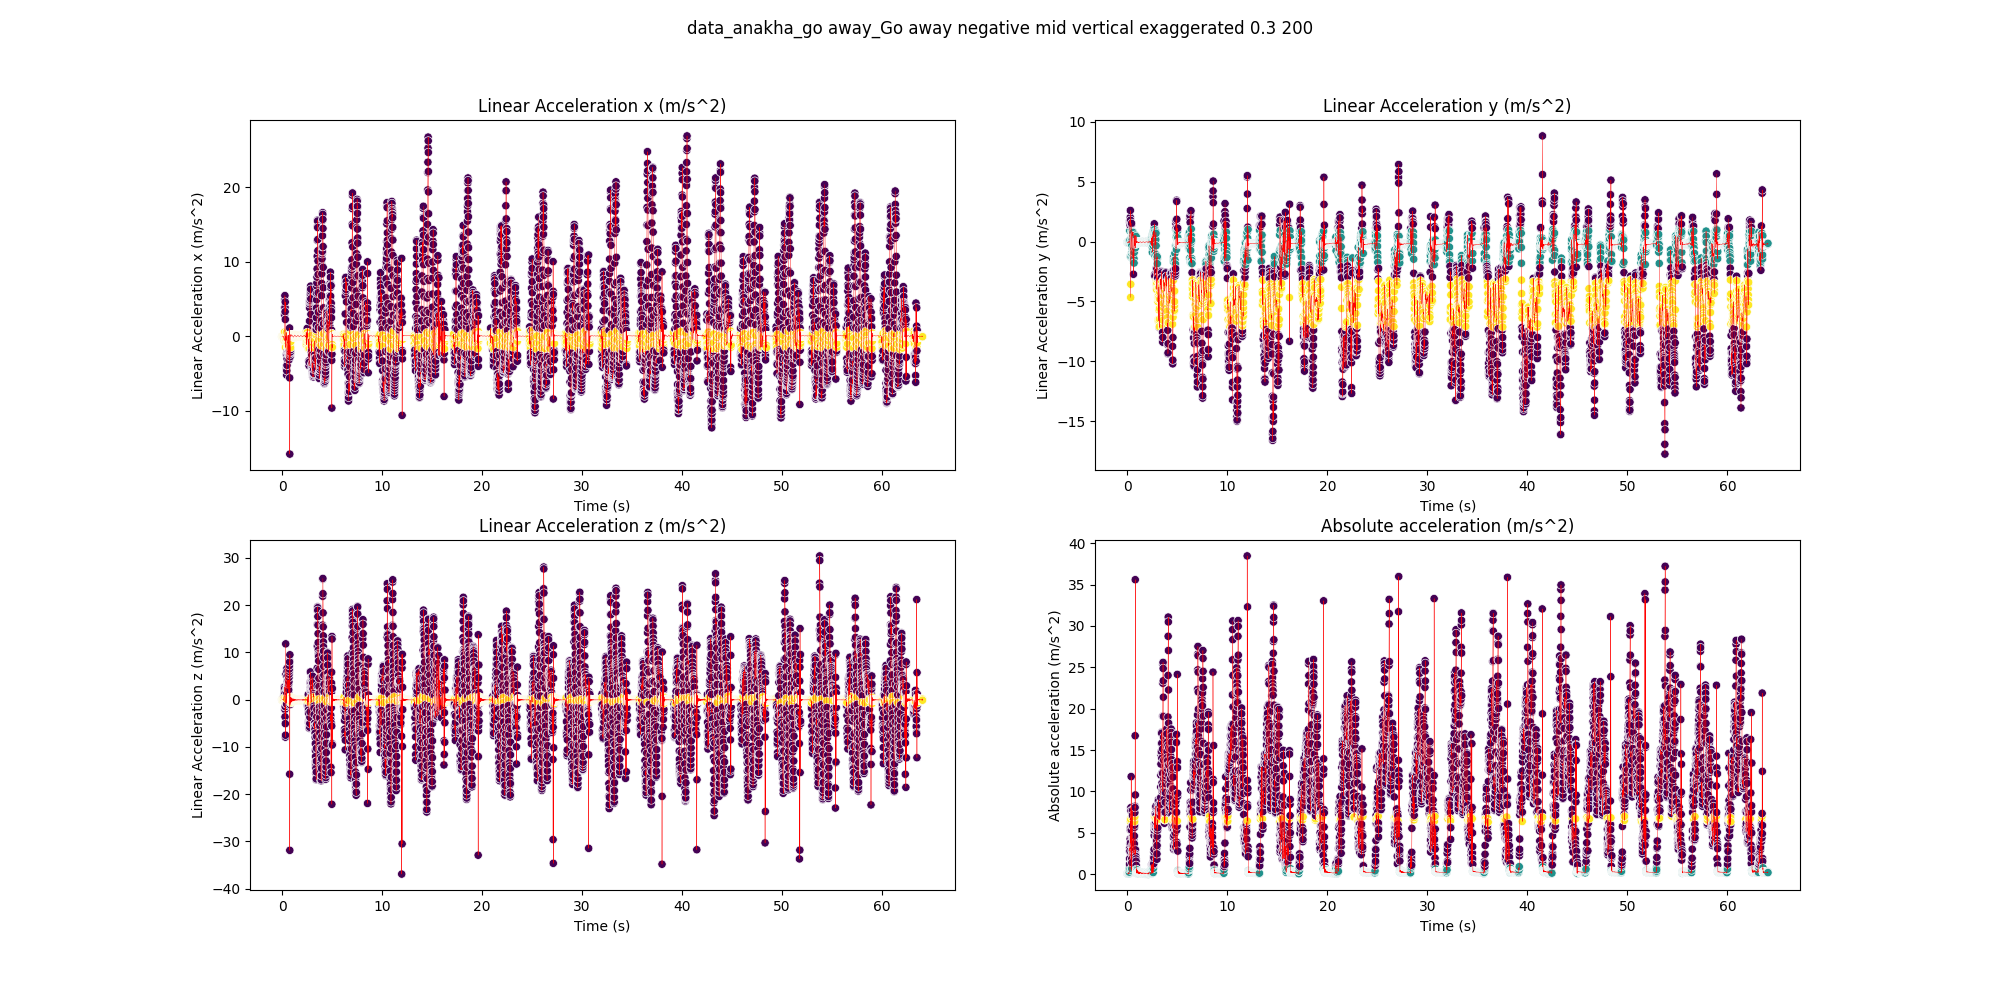 data_anakha_go away_Go away negative mid vertical exaggerated 0.3 200
Linear Acceleration x (m/s^2)
Linear Acceleration x (m/s^2)
20
10
0
−10
0 10 20 30 40 50 60
Time (s)
Linear Acceleration y (m/s^2)
Linear Acceleration y (m/s^2)
10
5
0
−5
−10
−15
0 10 20 30 40 50 60
Time (s)
Linear Acceleration z (m/s^2)
Linear Acceleration z (m/s^2)
30
20
10
0
−10
−20
−30
−40
0 10 20 30 40 50 60
Time (s)
Absolute acceleration (m/s^2)
Absolute acceleration (m/s^2)
40
35
30
25
20
15
10
5
0
0 10 20 30 40 50 60
Time (s)